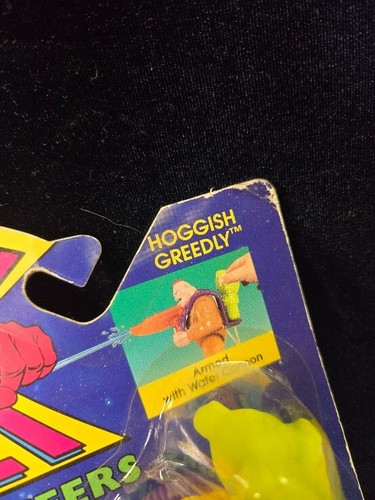 HOGGISH
GREEDLY™
Armed
with Water Cannon
EERS